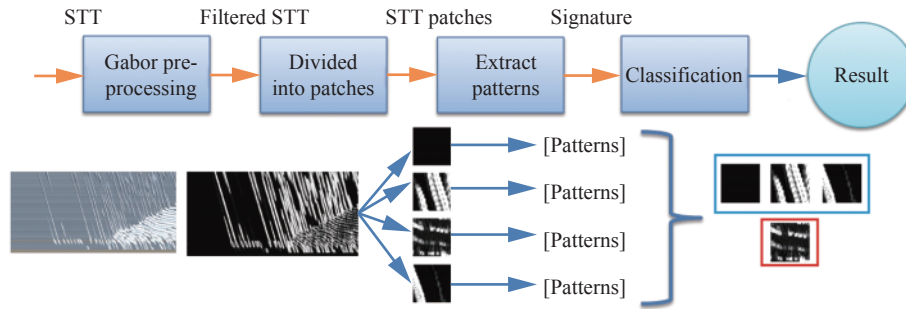 STT
Filtered STT
STT patches
Signature
Gabor pre-
processing
Divided
into patches
Extract
patterns
Classification
Result
[Patterns]
[Patterns]
[Patterns]
[Patterns]